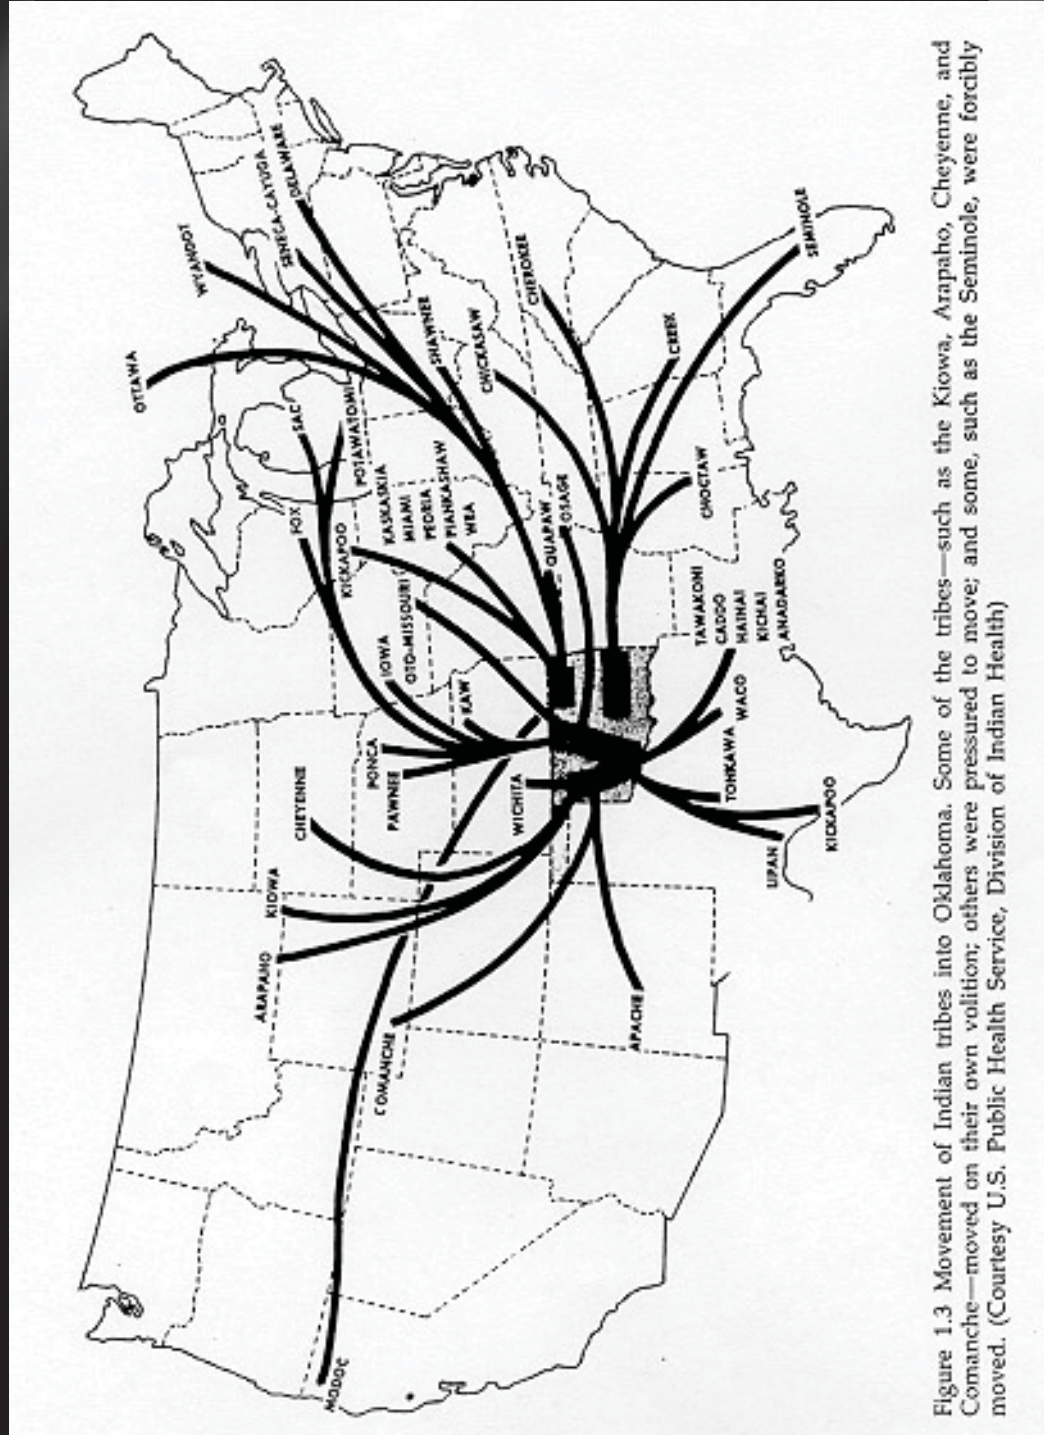 OTTAWA
WYANDOT
SENECA-CAYUGA
DELAWARE
SAC
FOX
POTAWATOMI
KICKAPOO
SHAWNEE
CHICKASAW
CHEROKEE
CREEK
SEMINOLE
CHOCTAW
KASKASKIA
MIAMI
PEORIA
PIANKASHAW
WEA
QUAPAW
OSAGE
IOWA
OTO-MISSOURI
KAW
PONCA
PAWNEE
CHEYENNE
KIOWA
ARAPAHO
WICHITA
COMANCHE
MODOC
APACHE
TAWAKONI
CADDO
HAINAI
KICHAI
ANADARKO
WACO
TONKAWA
LIPAN
KICKAPOO
Figure 1.3 Movement of Indian tribes into Oklahoma. Some of the tribes—such as the Kiowa, Arapaho, Cheyenne, and
Comanche—moved on their own volition; others were pressured to move; and some, such as the Seminole, were forcibly
moved. (Courtesy U.S. Public Health Service, Division of Indian Health)